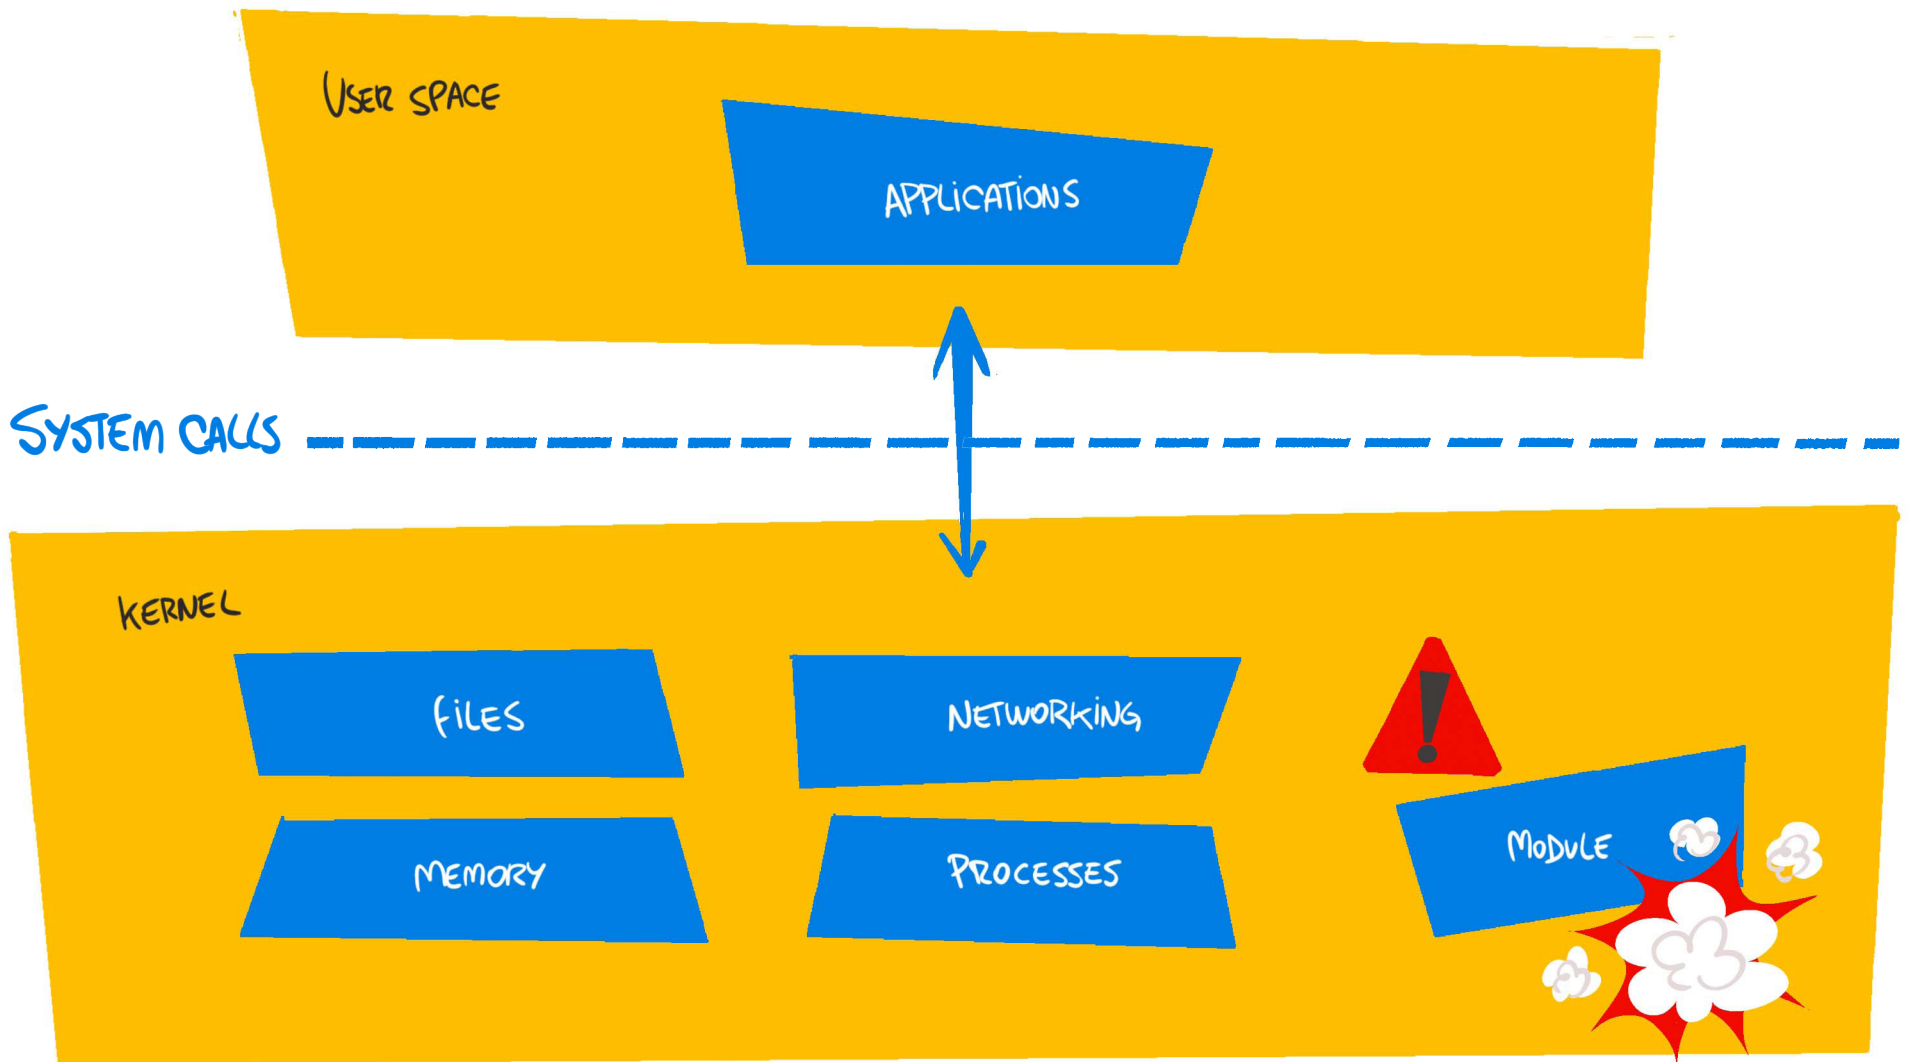 USER SPACE
APPLiCATiONS
SYSTEM CALLS
KERNEL
FiLES
NETWORKiNG
MEMORY
PROCESSES
MODULE